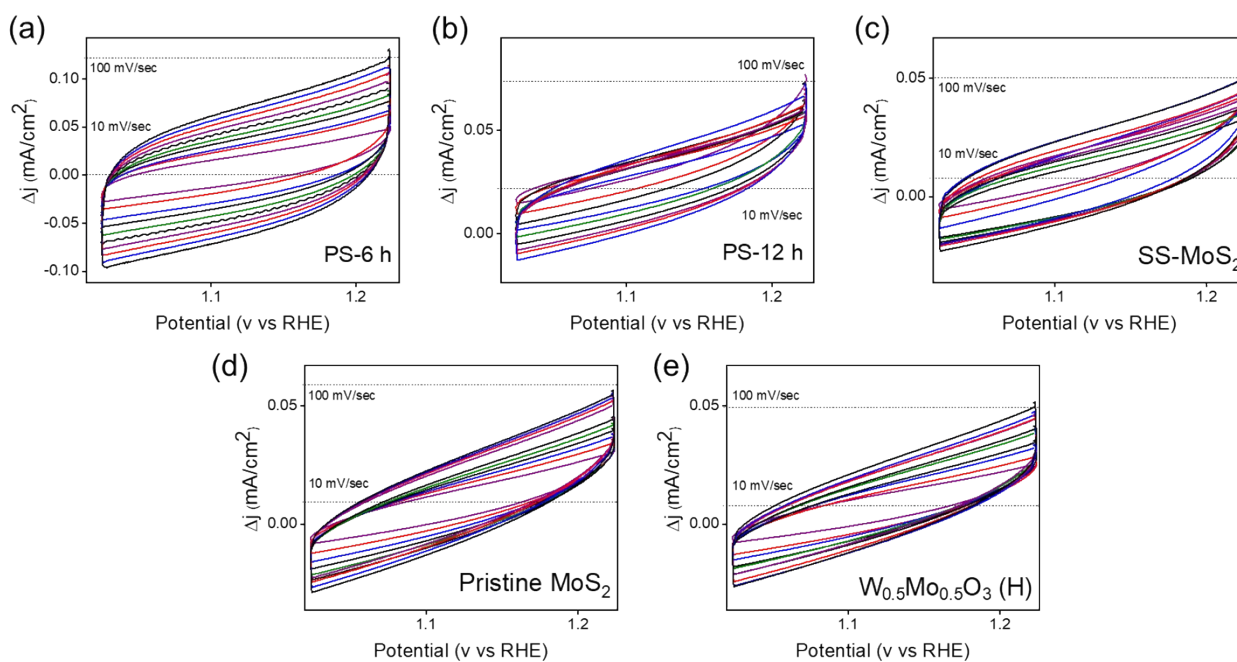 (a)
100 mV/sec
10 mV/sec
0.10
0.05
0.00
-0.05
-0.10
Δj (mA/cm²)
PS-6 h
1.1
1.2
Potential (v vs RHE)
(b)
100 mV/sec
0.05
0.00
Δj (mA/cm²)
10 mV/sec
PS-12 h
1.1
1.2
Potential (v vs RHE)
(c)
0.05
100 mV/sec
10 mV/sec
0.00
Δj (mA/cm²)
SS-MoS₂
1.1
1.2
Potential (v vs RHE)
(d)
100 mV/sec
0.05
10 mV/sec
0.00
Δj (mA/cm²)
Pristine MoS₂
1.1
1.2
Potential (v vs RHE)
(e)
0.05
100 mV/sec
10 mV/sec
0.00
Δj (mA/cm²)
W₀.₅Mo₀.₅O₃ (H)
1.1
1.2
Potential (v vs RHE)